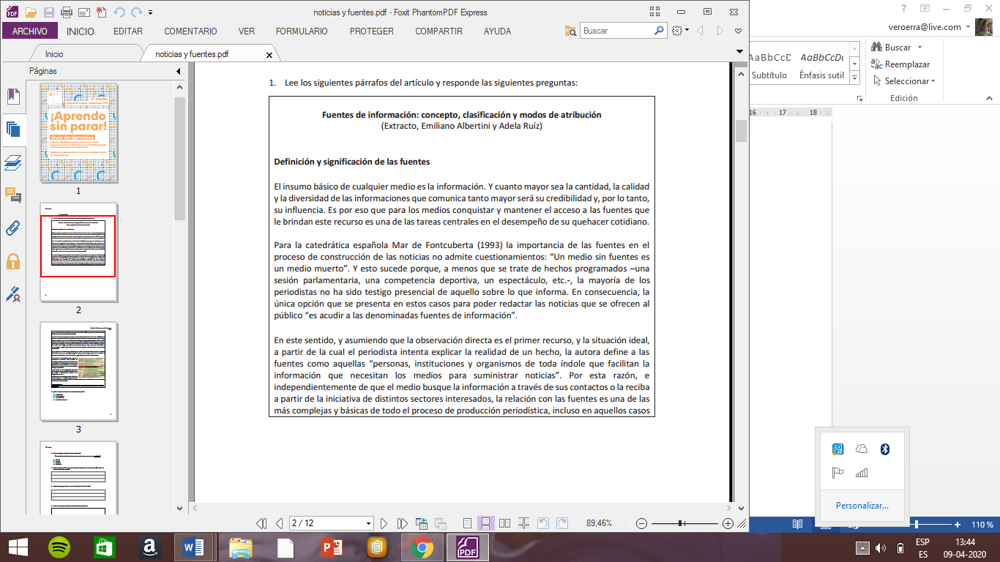 noticias y fuentes.pdf - Foxit PhantomPDF Express
?
ARCHIVO INICIO EDITAR COMENTARIO VER FORMULARIO PROTEGER COMPARTIR AYUDA
Buscar
veroerra@live.com
Inicio
noticias y fuentes.pdf
AaBbCcD AaBbCcDc
Subtítulo Énfasis sutil
Buscar
Reemplazar
Seleccionar
Edición
Páginas
16 17 18
4° medio
¡Aprendo
sin parar!
Guía de ejercicios
1
2
3
1. Lee los siguientes párrafos del artículo y responde las siguientes preguntas:
Fuentes de información: concepto, clasificación y modos de atribución
(Extracto, Emiliano Albertini y Adela Ruíz)
Definición y significación de las fuentes
El insumo básico de cualquier medio es la información. Y cuanto mayor sea la cantidad, la calidad
y la diversidad de las informaciones que comunica tanto mayor será su credibilidad y, por lo tanto,
su influencia. Es por eso que para los medios conquistar y mantener el acceso a las fuentes que
le brindan este recurso es una de las tareas centrales en el desempeño de su quehacer cotidiano.
Para la catedrática española Mar de Fontcuberta (1993) la importancia de las fuentes en el
proceso de construcción de las noticias no admite cuestionamientos: “Un medio sin fuentes es
un medio muerto”. Y esto sucede porque, a menos que se trate de hechos programados –una
sesión parlamentaria, una competencia deportiva, un espectáculo, etc.-, la mayoría de los
periodistas no ha sido testigo presencial de aquello sobre lo que informa. En consecuencia, la
única opción que se presenta en estos casos para poder redactar las noticias que se ofrecen al
público “es acudir a las denominadas fuentes de información”.
En este sentido, y asumiendo que la observación directa es el primer recurso, y la situación ideal,
a partir de la cual el periodista intenta explicar la realidad de un hecho, la autora define a las
fuentes como aquellas “personas, instituciones y organismos de toda índole que facilitan la
información que necesitan los medios para suministrar noticias”. Por esta razón, e
independientemente de que el medio busque la información a través de sus contactos o la reciba
a partir de la iniciativa de distintos sectores interesados, la relación con las fuentes es una de las
más complejas y básicas de todo el proceso de producción periodística, incluso en aquellos casos
Personalizar...
2 / 12
89,46%
110 %
ESP
ES
13:44
09-04-2020